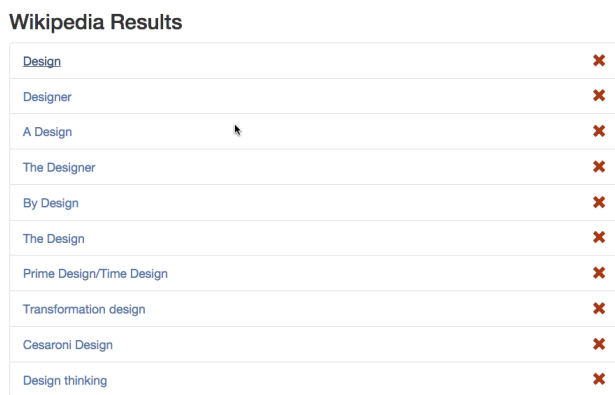 Wikipedia Results
Design
Designer
A Design
The Designer
By Design
The Design
Prime Design/Time Design
Transformation design
Cesaroni Design
Design thinking